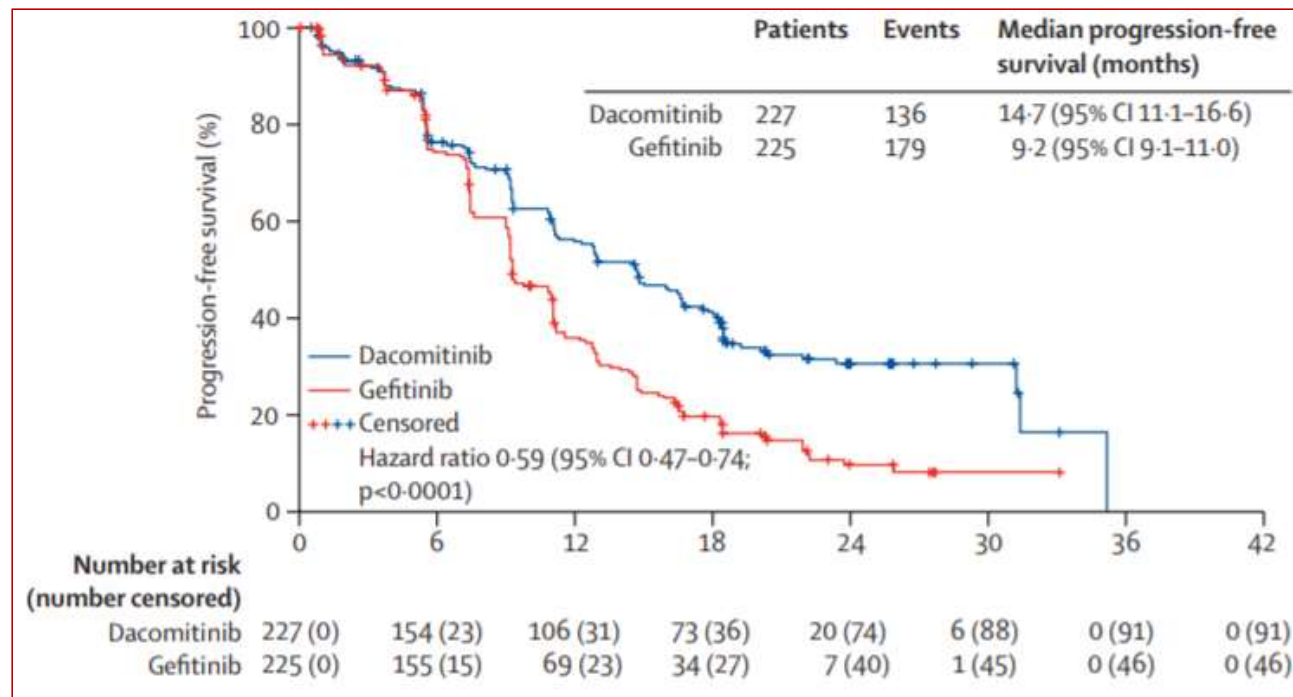 Patients Events Median progression-free
survival (months)
Dacomitinib 227 136 14·7 (95% CI 11·1–16·6)
Gefitinib 225 179 9·2 (95% CI 9·1–11·0)
Progression-free survival (%)
100
80
60
40
20
0
Dacomitinib
Gefitinib
Censored
Hazard ratio 0·59 (95% CI 0·47–0·74;
p<0·0001)
0 6 12 18 24 30 36 42
Number at risk
(number censored)
Dacomitinib 227 (0) 154 (23) 106 (31) 73 (36) 20 (74) 6 (88) 0 (91) 0 (91)
Gefitinib 225 (0) 155 (15) 69 (23) 34 (27) 7 (40) 1 (45) 0 (46) 0 (46)